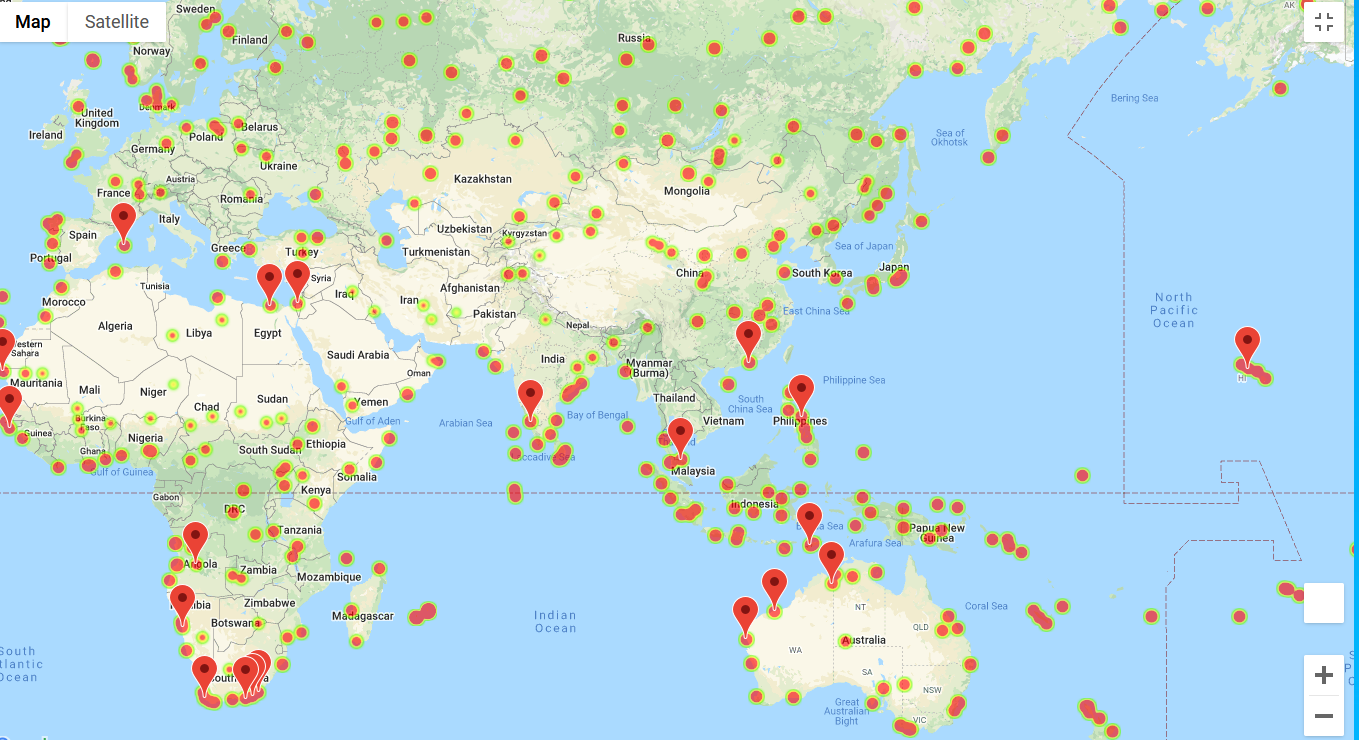 Map
Satellite
Sweden
AK
Finland
Norway
Russia
Bering Sea
Denmark
United
Kingdom
Ireland
Belarus
Poland
Germany
Ukraine
Sea of
Okhotsk
Austria
Kazakhstan
France
Mongolia
Romania
Italy
Spain
Uzbekistan
Kyrgyzstan
Greece
Turkey
Turkmenistan
Sea of Japan
Portugal
Syria
China
South Korea
Japan
Tunisia
Afghanistan
Iraq
Iran
Morocco
Pakistan
North
Pacific
Ocean
East China Sea
Algeria
Libya
Egypt
Nepal
Western
Sahara
Saudi Arabia
India
Myanmar
(Burma)
Oman
HI
Philippine Sea
Mauritania
Mali
Niger
Chad
Sudan
Yemen
Thailand
South
China Sea
Burkina
Faso
Gulf of Aden
Arabian Sea
Bay of Bengal
Vietnam
Philippines
Guinea
Nigeria
Ghana
South Sudan
Ethiopia
Laccadive Sea
Gulf of Guinea
Somalia
Malaysia
Gabon
Kenya
DRC
Indonesia
Tanzania
Banda Sea
Papua New
Guinea
Arafura Sea
Angola
Zambia
Mozambique
Namibia
Zimbabwe
Botswana
Madagascar
Indian
Ocean
NT
Coral Sea
QLD
Australia
WA
South
Atlantic
Ocean
SA
South Africa
NSW
Great
Australian
Bight
VIC